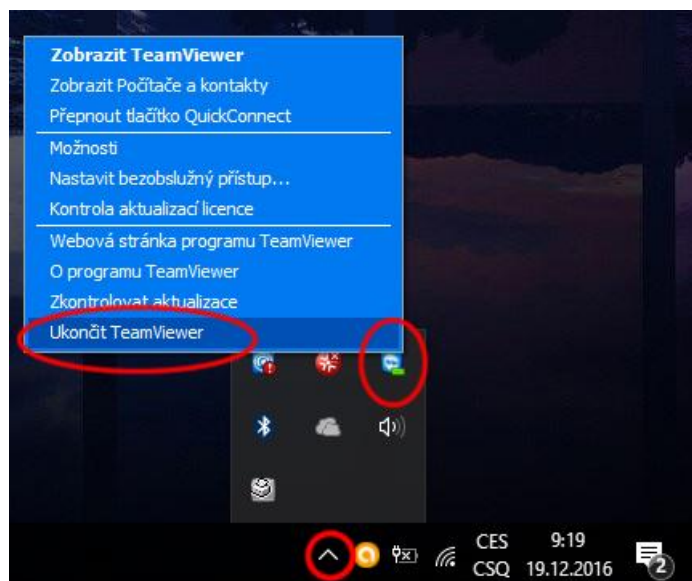 Zobrazit TeamViewer
Zobrazit Počítače a kontakty
Přepnout tlačítko QuickConnect
Možnosti
Nastavit bezobslužný přístup...
Kontrola aktualizací licence
Webová stránka programu TeamViewer
O programu TeamViewer
Zkontrolovat aktualizace
Ukončit TeamViewer
CES 9:19
CSQ 19.12.2016
2